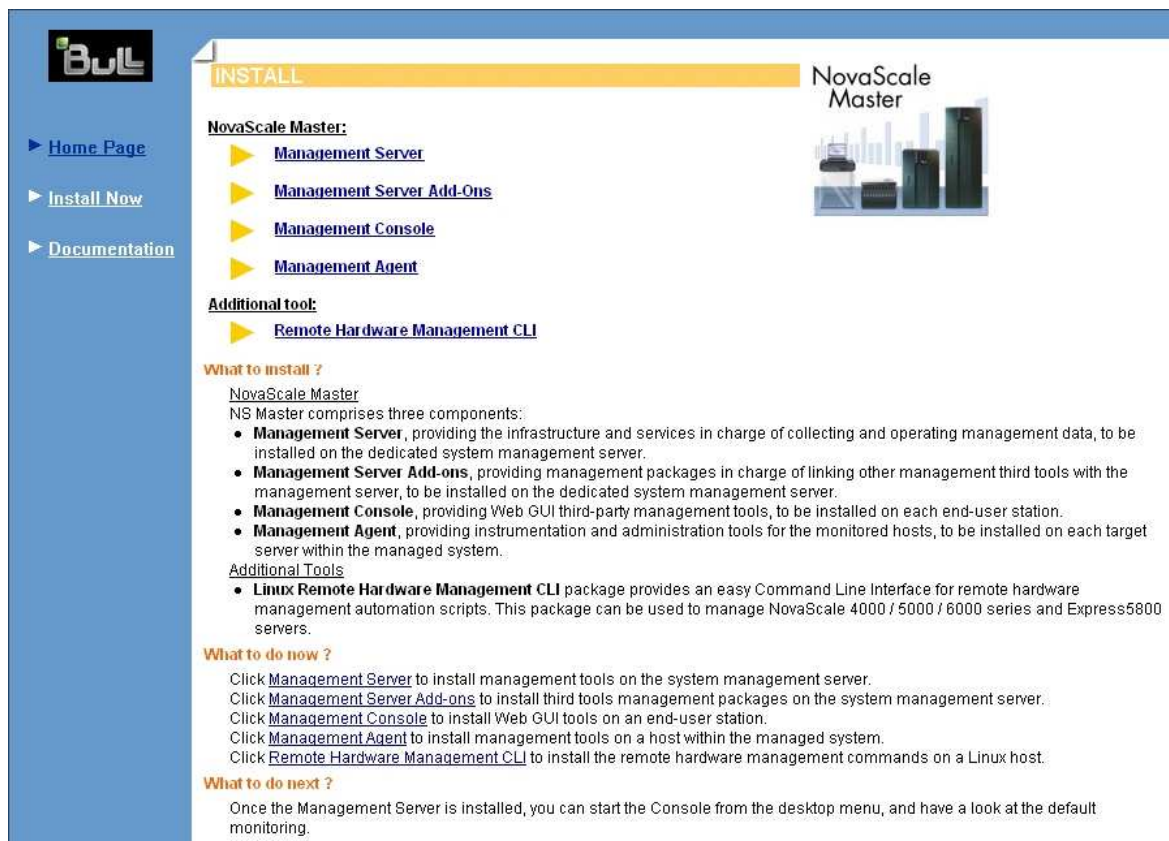 Bull
INSTALL
NovaScale
Master
Home Page
Install Now
Documentation
NovaScale Master:
Management Server
Management Server Add-Ons
Management Console
Management Agent
Additional tool:
Remote Hardware Management CLI
What to install ?
NovaScale Master
NS Master comprises three components:
● Management Server, providing the infrastructure and services in charge of collecting and operating management data, to be
installed on the dedicated system management server.
● Management Server Add-ons, providing management packages in charge of linking other management third tools with the
management server, to be installed on the dedicated system management server.
● Management Console, providing Web GUI third-party management tools, to be installed on each end-user station.
● Management Agent, providing instrumentation and administration tools for the monitored hosts, to be installed on each target
server within the managed system.
Additional Tools
● Linux Remote Hardware Management CLI package provides an easy Command Line Interface for remote hardware
management automation scripts. This package can be used to manage NovaScale 4000 / 5000 / 6000 series and Express5800
servers.
What to do now ?
Click Management Server to install management tools on the system management server.
Click Management Server Add-ons to install third tools management packages on the system management server.
Click Management Console to install Web GUI tools on an end-user station.
Click Management Agent to install management tools on a host within the managed system.
Click Remote Hardware Management CLI to install the remote hardware management commands on a Linux host.
What to do next ?
Once the Management Server is installed, you can start the Console from the desktop menu, and have a look at the default
monitoring.